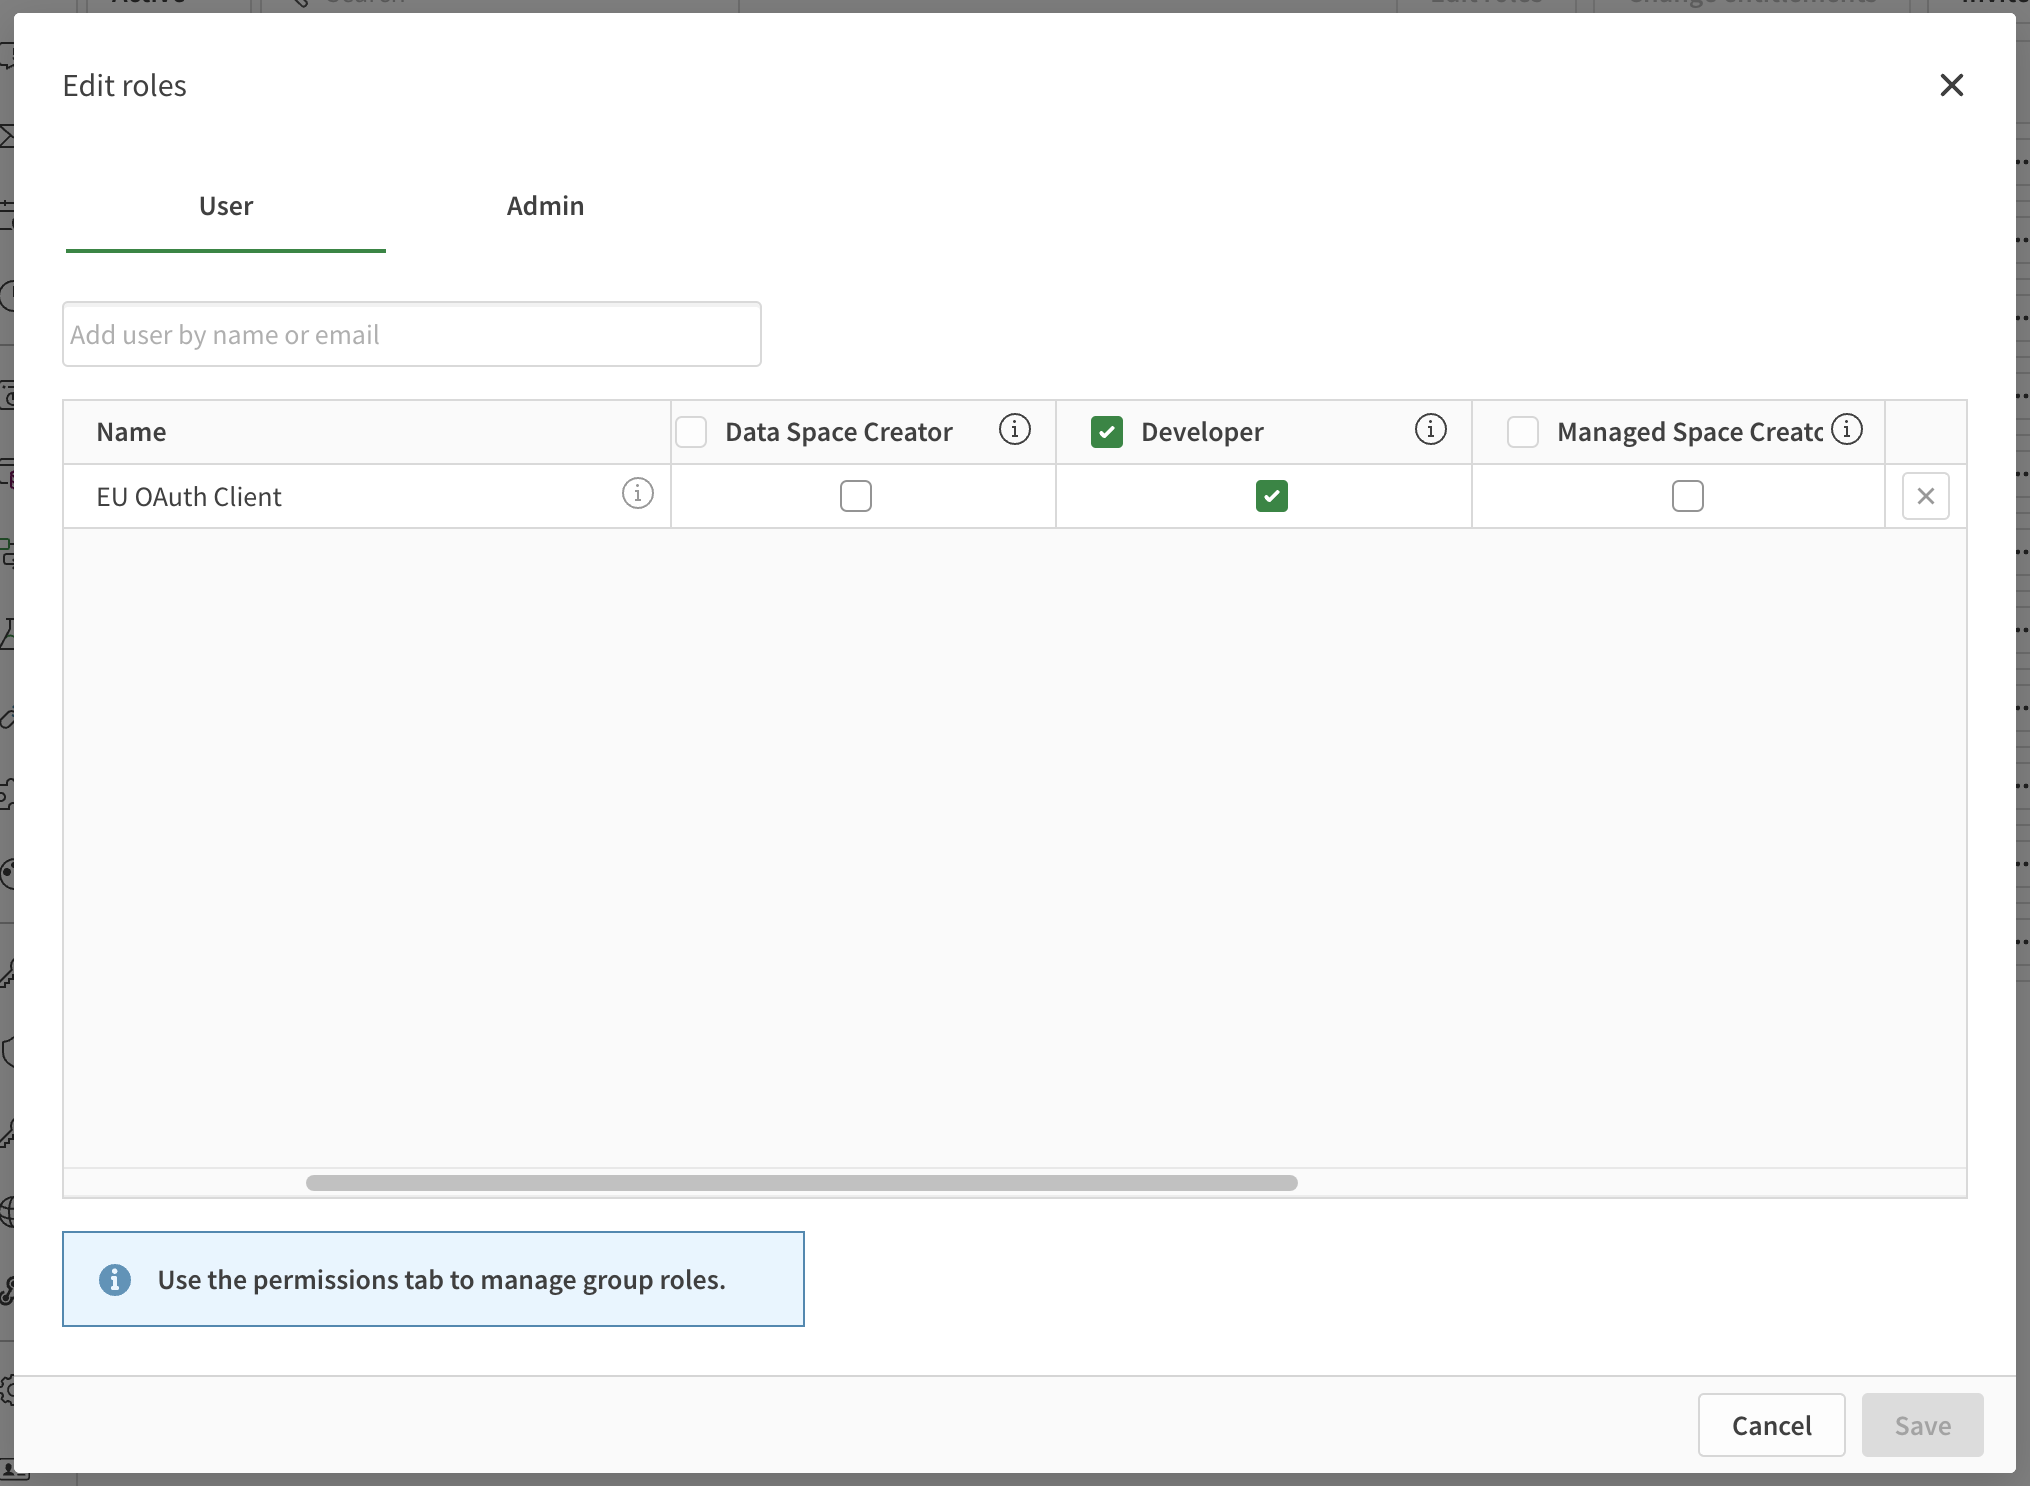 Edit roles
User
Admin
Add user by name or email
Name
Data Space Creator
Developer
Managed Space Creatc
EU OAuth Client
Use the permissions tab to manage group roles.
Cancel
Save